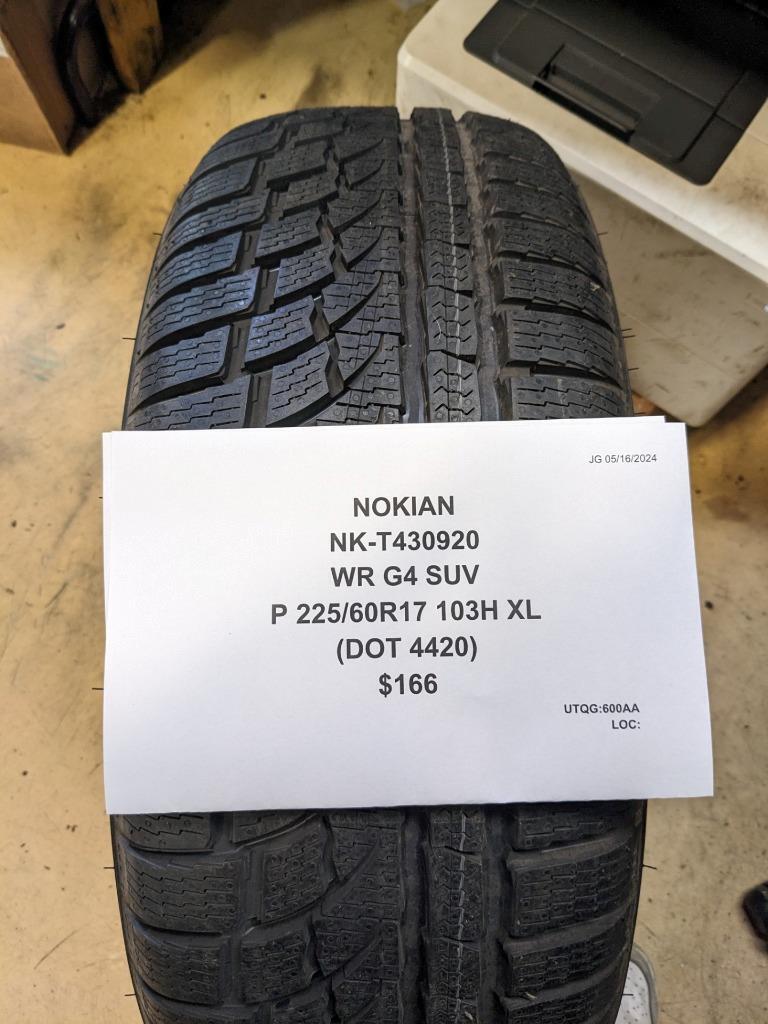 JG 05/16/2024
NOKIAN
NK-T430920
WR G4 SUV
P 225/60R17 103H XL
(DOT 4420)
$166
UTQG:600AA
LOC: